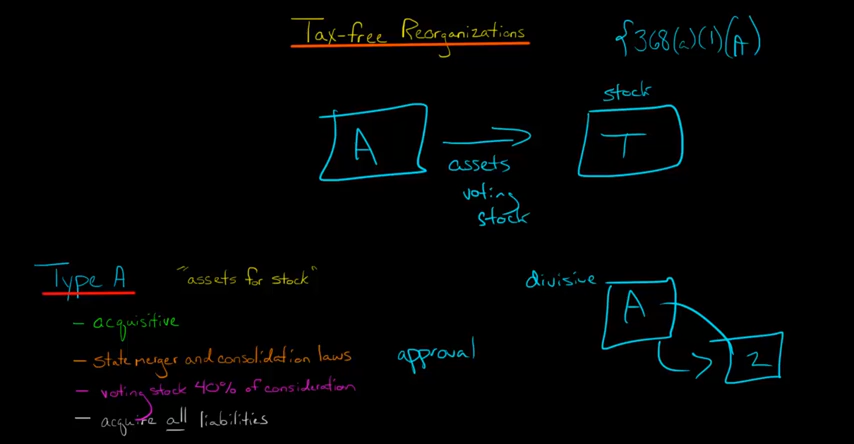 Tax-free Reorganizations
{368(a)(1)(A)
stock
A
T
assets
voting
stock
Type A
"assets for stock"
divisive
A
- acquisitive
- state merger and consolidation laws
approval
2
- voting stock 40% of consideration
- acquire all liabilities